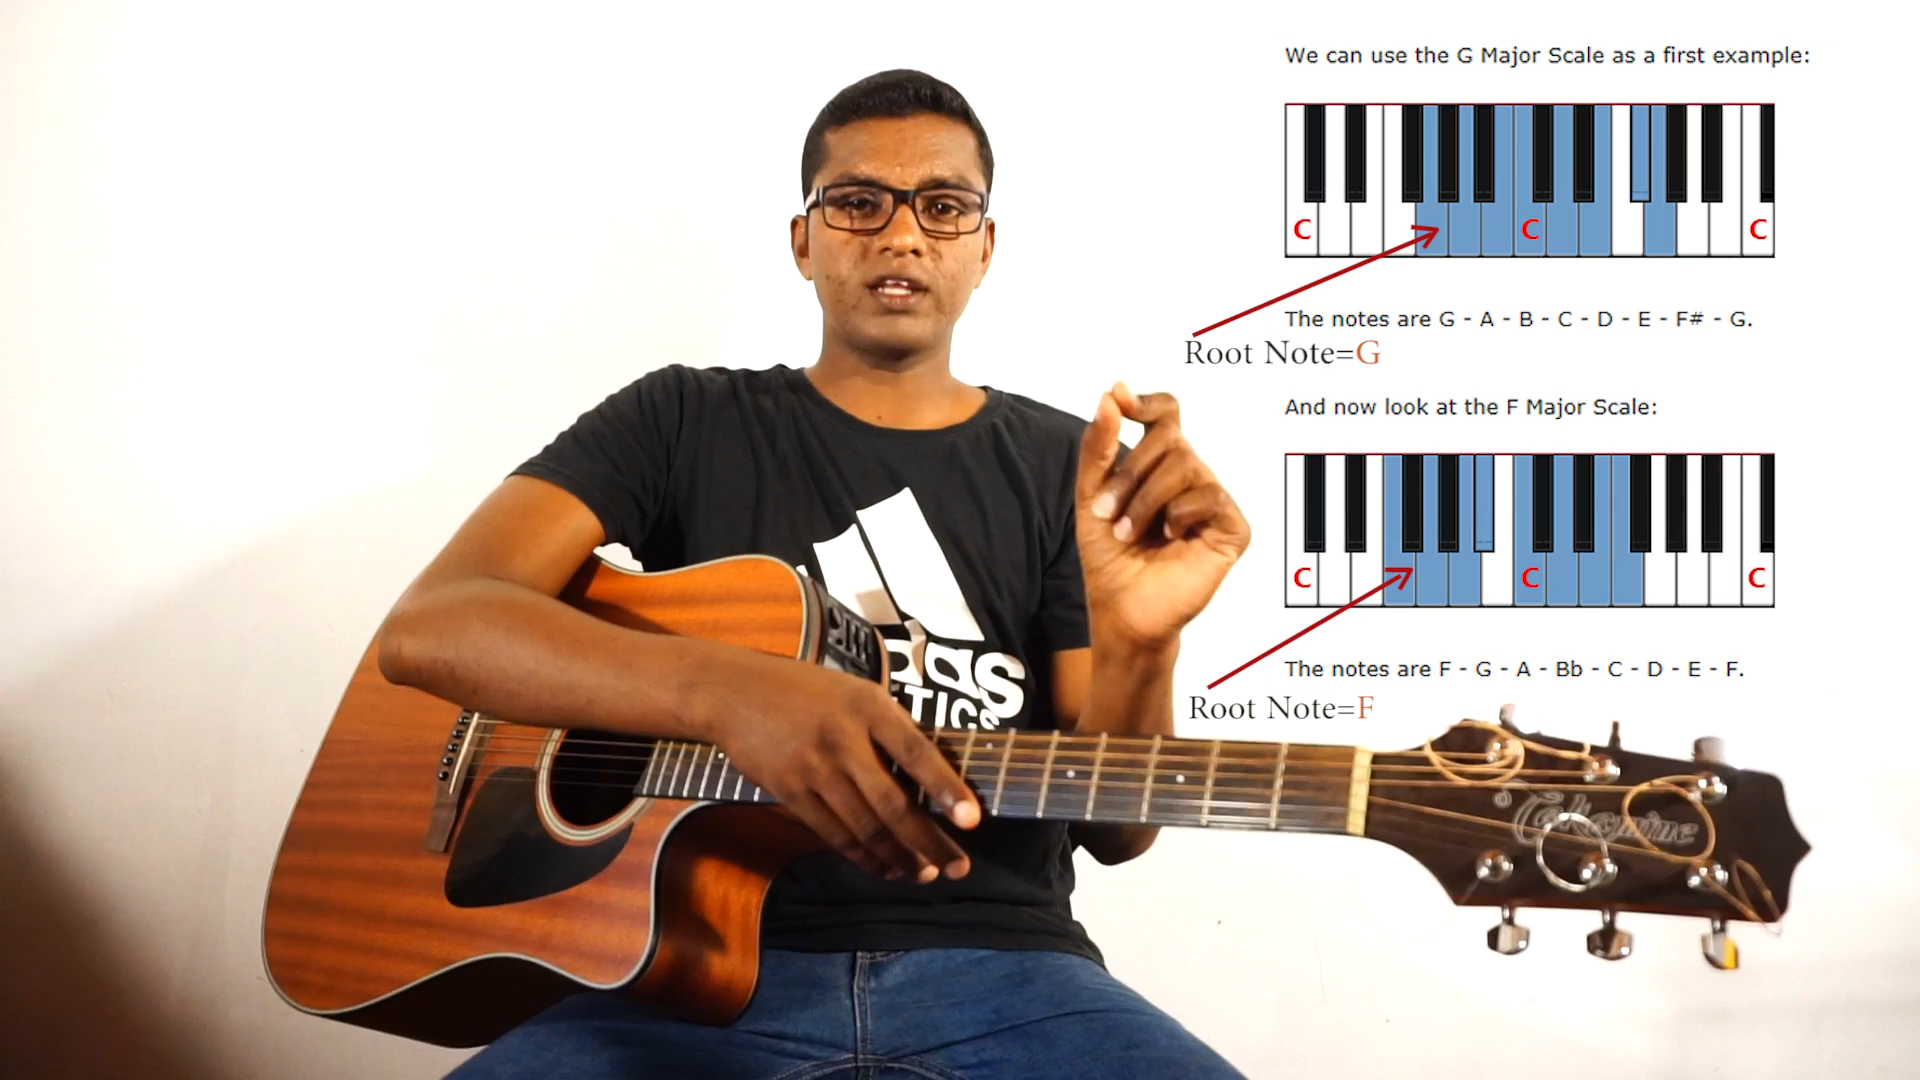 We can use the G Major Scale as a first example:
C
C
C
The notes are G - A - B - C - D - E - F# - G.
Root Note=G
And now look at the F Major Scale:
C
C
C
The notes are F - G - A - Bb - C - D - E - F.
Root Note=F
Takamine